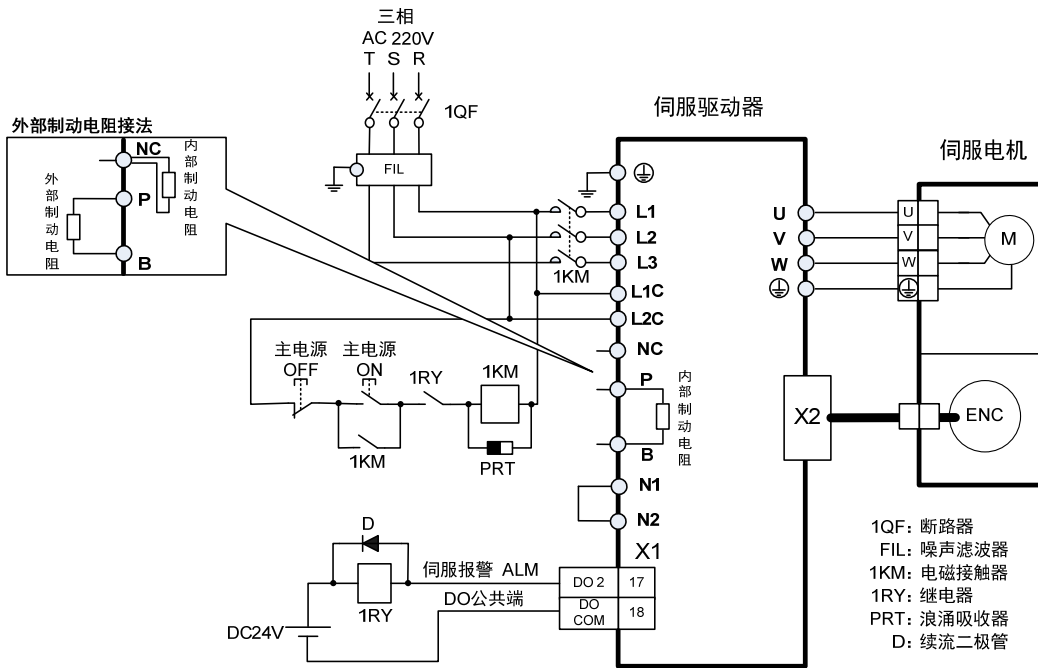 三相
AC 220V
T S R
1QF
FIL
外部制动电阻接法
NC
P
B
内部制动电阻
外部制动电阻
伺服驱动器
L1
L2
L3
1KM
L1C
L2C
NC
P
B
内部制动电阻
N1
N2
X1
U
V
W
X2
伺服电机
U
V
W
M
ENC
主电源
OFF
主电源
ON
1RY
1KM
1KM
PRT
D
1RY
DC24V
伺服报警 ALM
DO公共端
DO 2 17
DO
COM 18
1QF：断路器
FIL：噪声滤波器
1KM：电磁接触器
1RY：继电器
PRT：浪涌吸收器
D：续流二极管